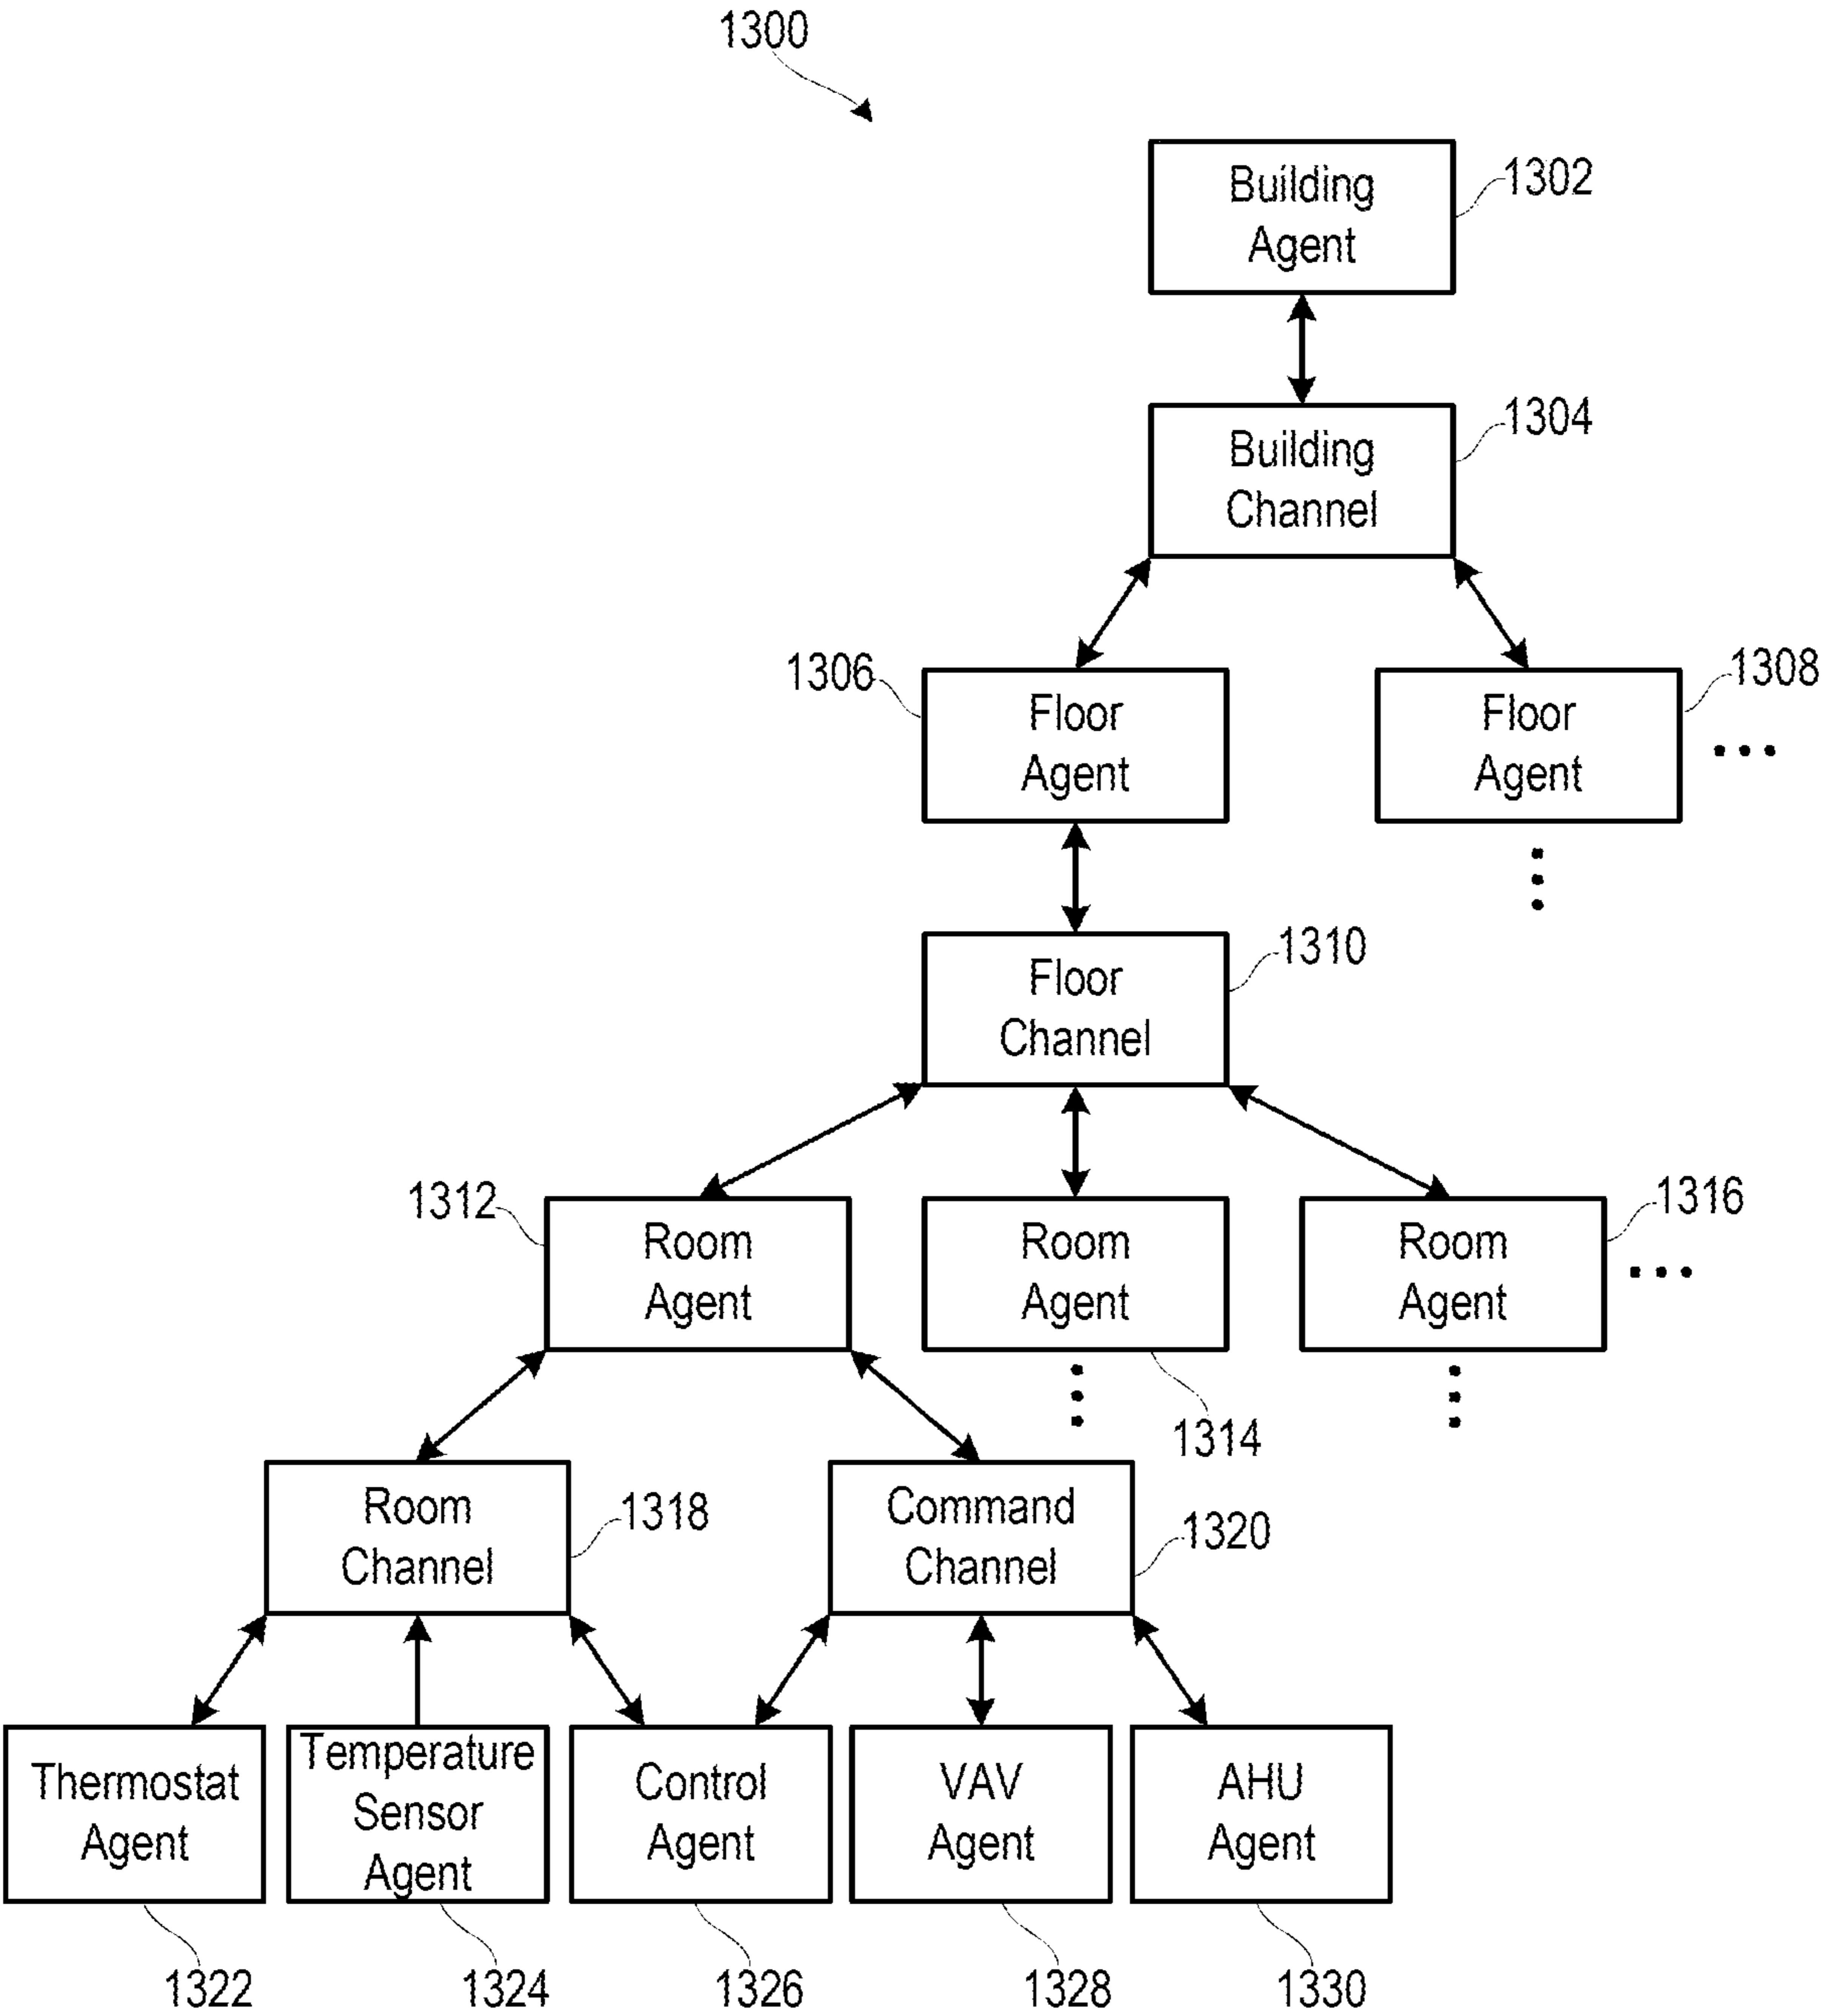 1300
Building
Agent
1302
Building
Channel
1304
1306
Floor
Agent
Floor
Agent
1308
Floor
Channel
1310
1312
Room
Agent
Room
Agent
Room
Agent
1316
1314
Room
Channel
1318
Command
Channel
1320
Thermostat
Agent
Temperature
Sensor
Agent
Control
Agent
VAV
Agent
AHU
Agent
1322
1324
1326
1328
1330